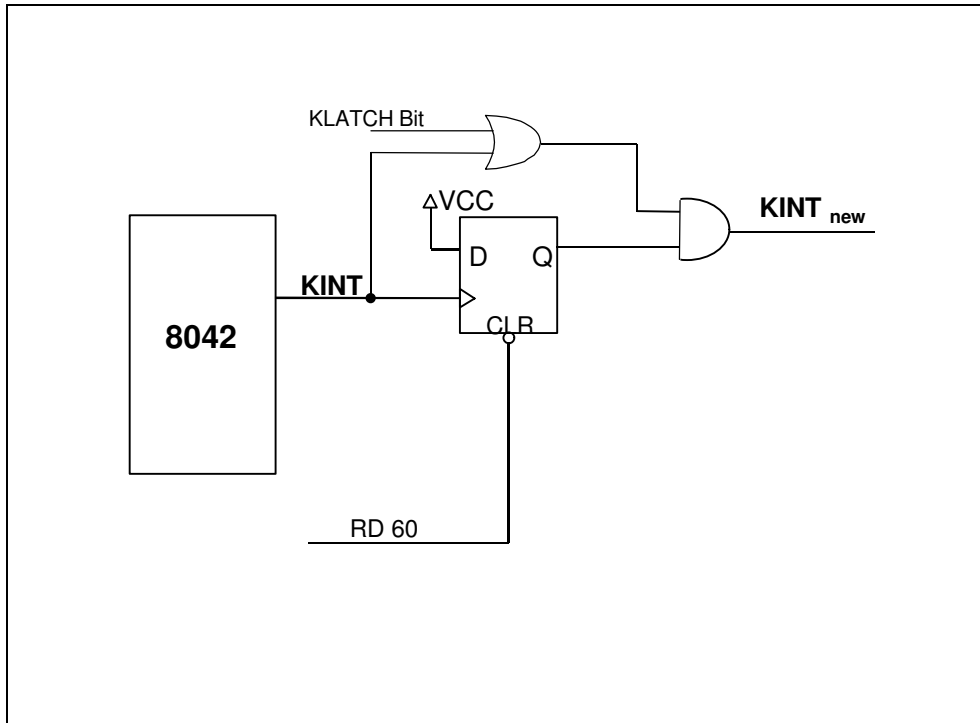 KLATCH Bit
VCC
KINT new
D Q
KINT
CLR
8042
RD 60